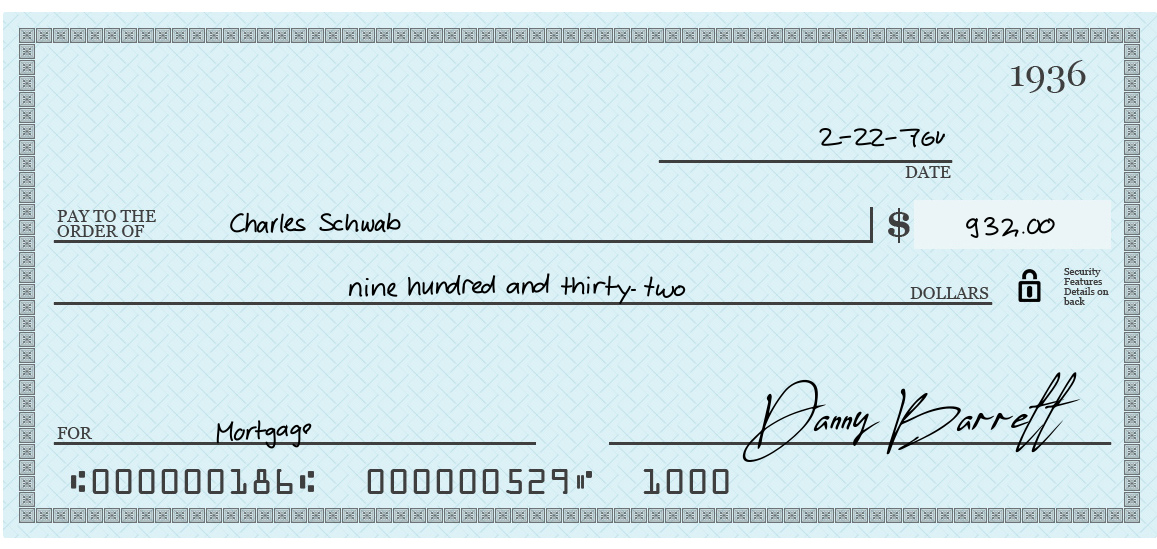 1936
2-22-
DATE
PAY TO THE
ORDER OF
Charles Schwab
$
932.00
nine hundred and thirty-two
DOLLARS
Security
Features
Details on
back
FOR
Mortgage
Danny Barrett
⑆000000186⑆ 000000529⑈ 1000